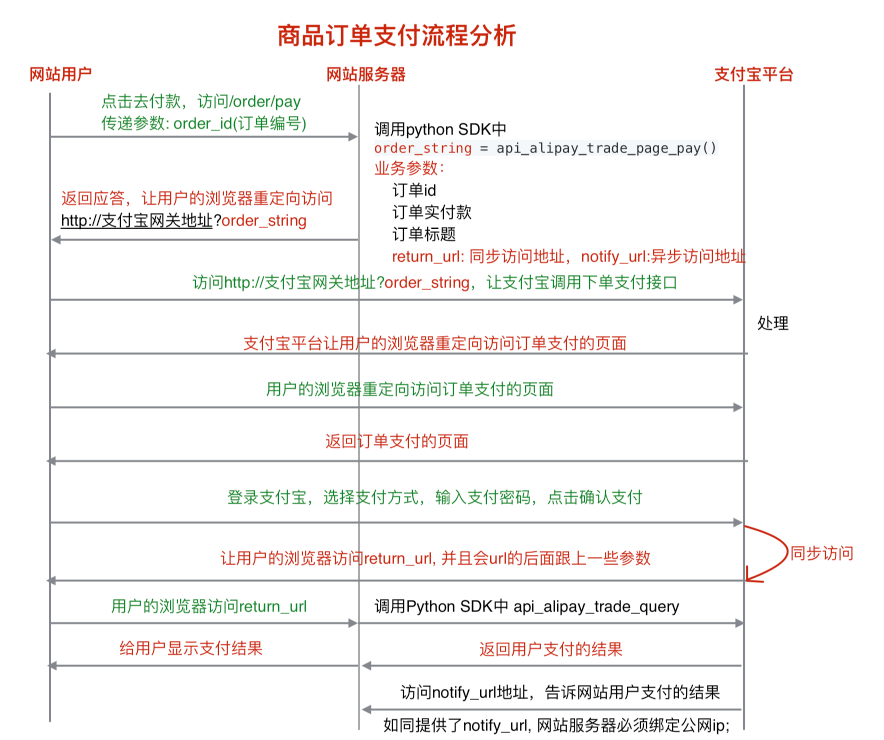 商品订单支付流程分析
网站用户
网站服务器
支付宝平台
点击去付款，访问/order/pay
传递参数: order_id(订单编号)
调用python SDK中
order_string = api_alipay_trade_page_pay()
业务参数：
订单id
订单实付款
订单标题
return_url: 同步访问地址，notify_url:异步访问地址
返回应答，让用户的浏览器重定向访问
http://支付宝网关地址?order_string
访问http://支付宝网关地址?order_string，让支付宝调用下单支付接口
处理
支付宝平台让用户的浏览器重定向访问订单支付的页面
用户的浏览器重定向访问订单支付的页面
返回订单支付的页面
登录支付宝，选择支付方式，输入支付密码，点击确认支付
让用户的浏览器访问return_url, 并且会url的后面跟上一些参数
同步访问
用户的浏览器访问return_url
调用Python SDK中 api_alipay_trade_query
给用户显示支付结果
返回用户支付的结果
访问notify_url地址，告诉网站用户支付的结果
如同提供了notify_url, 网站服务器必须绑定公网ip;